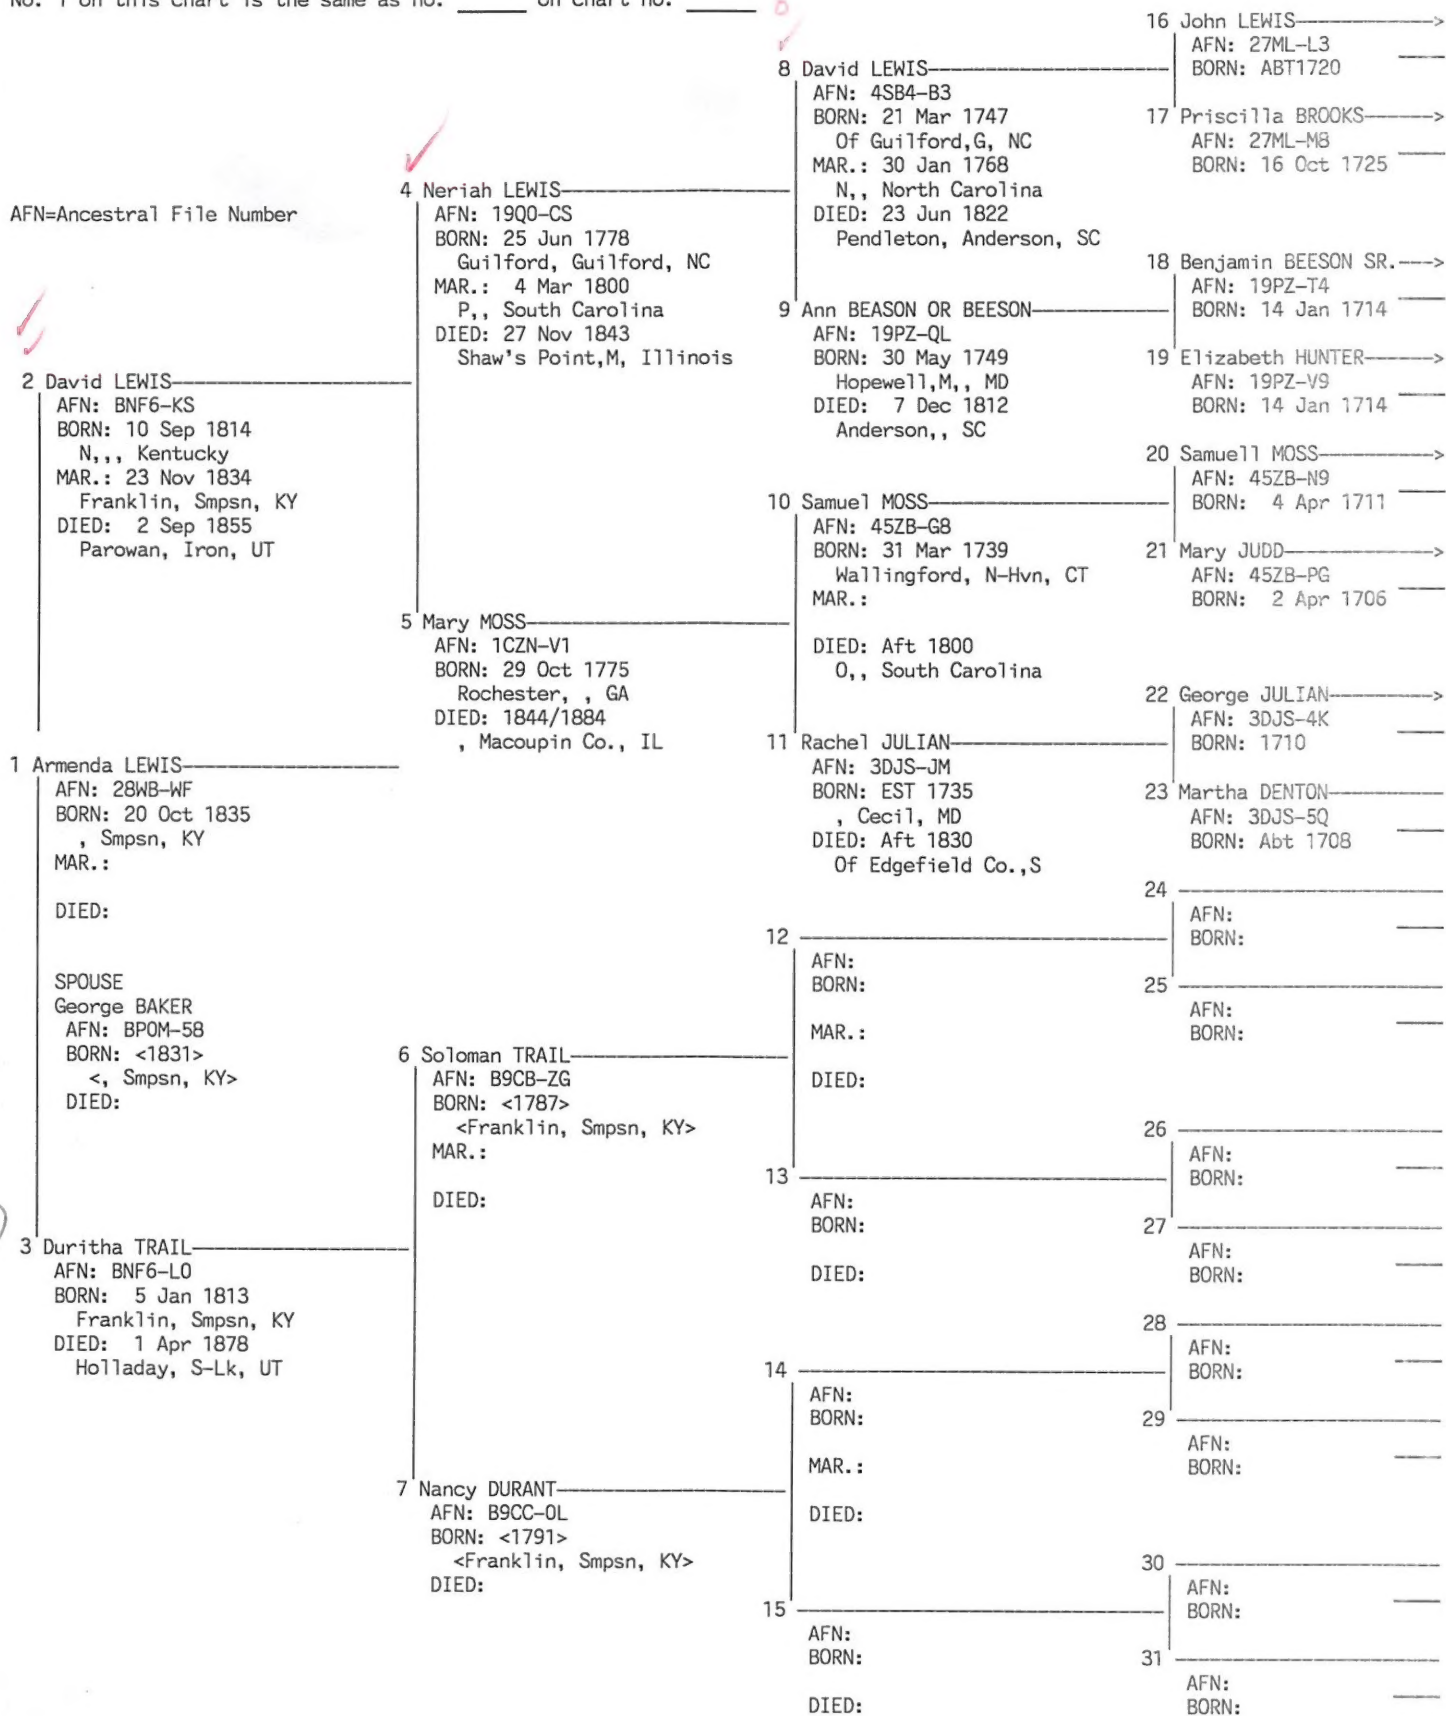 No. 1 on this chart is the same as no. ______ on chart no. ______
AFN=Ancestral File Number
2 David LEWIS
AFN: BNF6-KS
BORN: 10 Sep 1814
N,,, Kentucky
MAR.: 23 Nov 1834
Franklin, Smpsn, KY
DIED: 2 Sep 1855
Parowan, Iron, UT
1 Armenda LEWIS
AFN: 28WB-WF
BORN: 20 Oct 1835
, Smpsn, KY
MAR.:
DIED:
SPOUSE
George BAKER
AFN: BPOM-58
BORN: <1831>
<, Smpsn, KY>
DIED:
3 Duritha TRAIL
AFN: BNF6-L0
BORN: 5 Jan 1813
Franklin, Smpsn, KY
DIED: 1 Apr 1878
Holladay, S-Lk, UT
4 Neriah LEWIS
AFN: 19Q0-CS
BORN: 25 Jun 1778
Guilford, Guilford, NC
MAR.: 4 Mar 1800
P,, South Carolina
DIED: 27 Nov 1843
Shaw's Point,M, Illinois
5 Mary MOSS
AFN: 1CZN-V1
BORN: 29 Oct 1775
Rochester, , GA
DIED: 1844/1884
, Macoupin Co., IL
6 Soloman TRAIL
AFN: B9CB-ZG
BORN: <1787>
<Franklin, Smpsn, KY>
MAR.:
DIED:
7 Nancy DURANT
AFN: B9CC-0L
BORN: <1791>
<Franklin, Smpsn, KY>
DIED:
8 David LEWIS
AFN: 4SB4-B3
BORN: 21 Mar 1747
Of Guilford,G, NC
MAR.: 30 Jan 1768
N,, North Carolina
DIED: 23 Jun 1822
Pendleton, Anderson, SC
9 Ann BEASON OR BEESON
AFN: 19PZ-QL
BORN: 30 May 1749
Hopewell,M,, MD
DIED: 7 Dec 1812
Anderson,, SC
10 Samuel MOSS
AFN: 45ZB-G8
BORN: 31 Mar 1739
Wallingford, N-Hvn, CT
MAR.:
DIED: Aft 1800
O,, South Carolina
11 Rachel JULIAN
AFN: 3DJS-JM
BORN: EST 1735
, Cecil, MD
DIED: Aft 1830
Of Edgefield Co.,S
12
AFN:
BORN:
MAR.:
DIED:
13
AFN:
BORN:
DIED:
14
AFN:
BORN:
MAR.:
DIED:
15
AFN:
BORN:
DIED:
16 John LEWIS-->
AFN: 27ML-L3
BORN: ABT1720
17 Priscilla BROOKS-->
AFN: 27ML-M8
BORN: 16 Oct 1725
18 Benjamin BEESON SR.-->
AFN: 19PZ-T4
BORN: 14 Jan 1714
19 Elizabeth HUNTER-->
AFN: 19PZ-V9
BORN: 14 Jan 1714
20 Samuell MOSS-->
AFN: 45ZB-N9
BORN: 4 Apr 1711
21 Mary JUDD-->
AFN: 45ZB-PG
BORN: 2 Apr 1706
22 George JULIAN-->
AFN: 3DJS-4K
BORN: 1710
23 Martha DENTON
AFN: 3DJS-5Q
BORN: Abt 1708
24
AFN:
BORN:
25
AFN:
BORN:
26
AFN:
BORN:
27
AFN:
BORN:
28
AFN:
BORN:
29
AFN:
BORN:
30
AFN:
BORN:
31
AFN:
BORN: